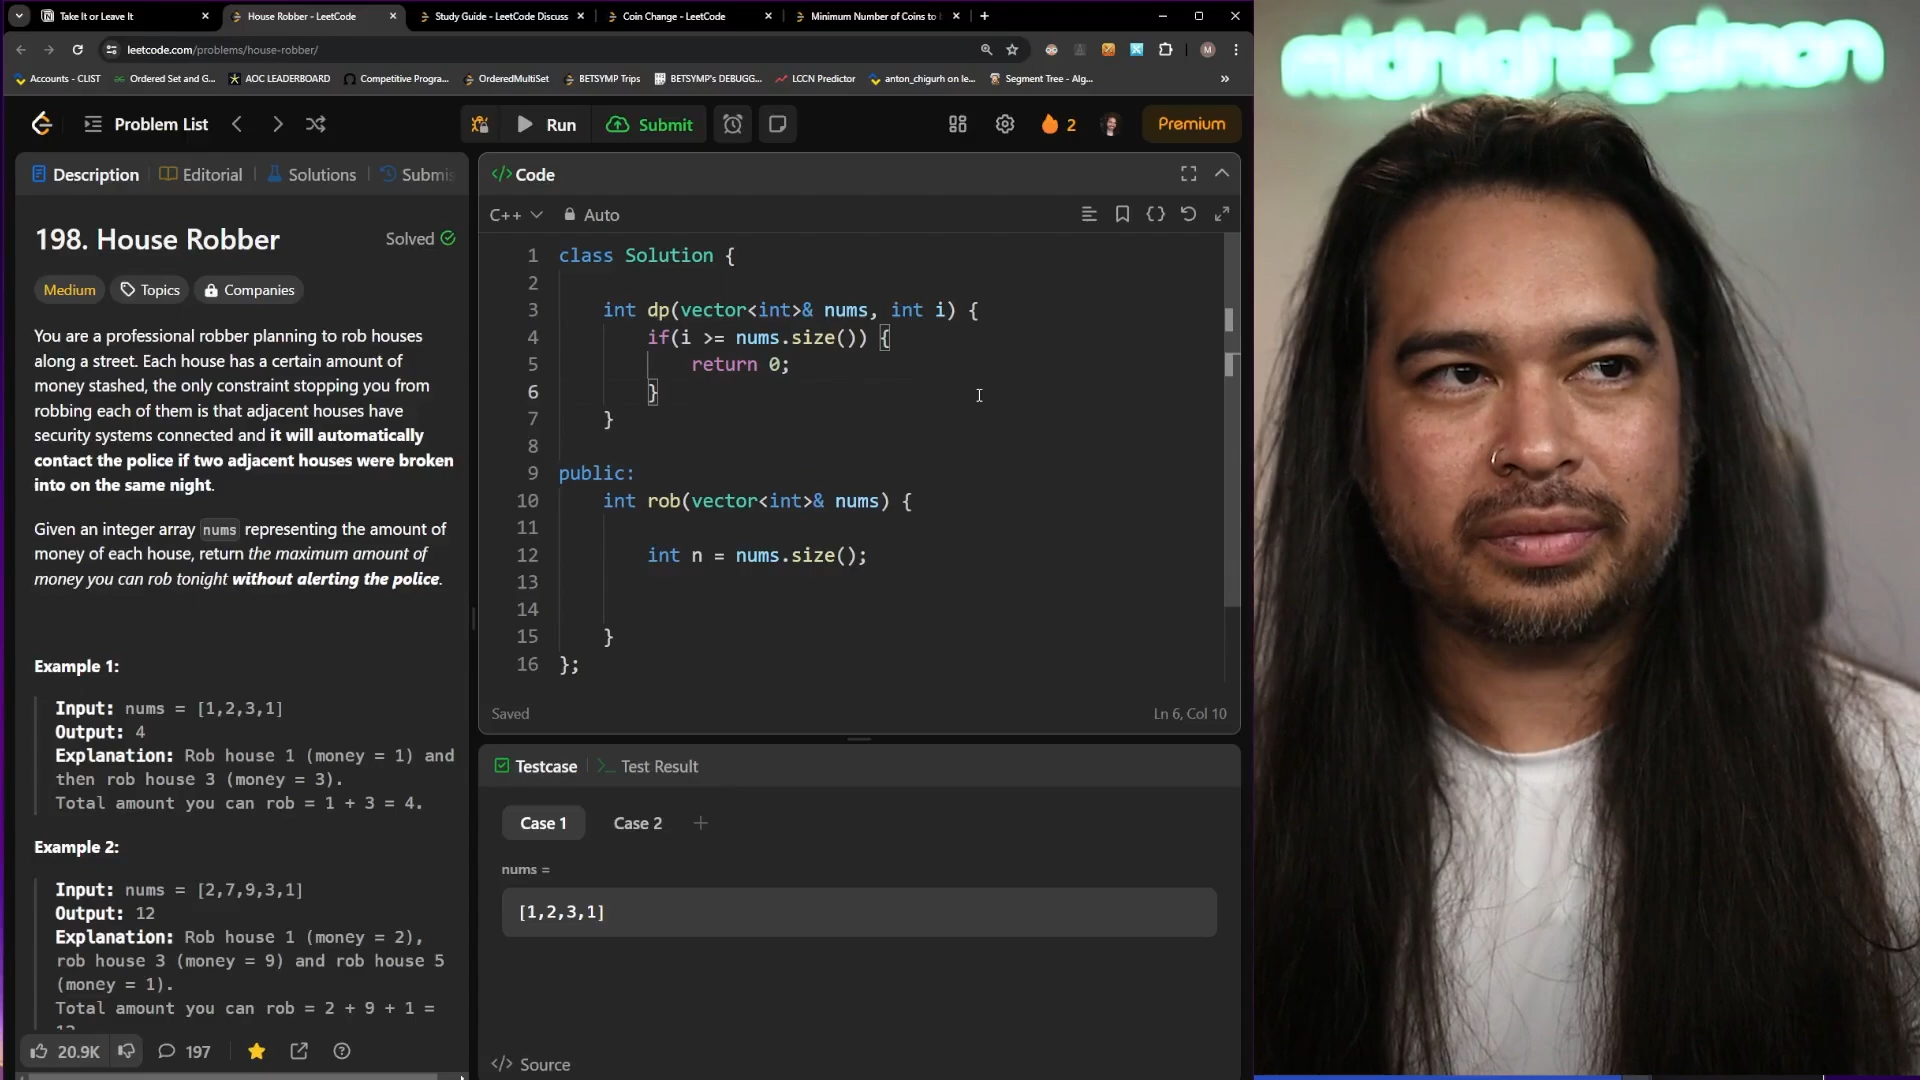 Take It or Leave It
House Robber - LeetCode
Study Guide - LeetCode Discuss
Coin Change - LeetCode
Minimum Number of Coins to
leetcode.com/problems/house-robber/
M
Accounts - CLIST
Ordered Set and G...
AOC LEADERBOARD
Competitive Progra...
OrderedMultiSet
BETSYMP Trips
BETSYMP's DEBUGG...
LCCN Predictor
anton_chigurh on le...
Segment Tree - Alg...
Problem List
Run
Submit
2
Premium
Description
Editorial
Solutions
Submis
198. House Robber
Solved
Medium
Topics
Companies
You are a professional robber planning to rob houses
along a street. Each house has a certain amount of
money stashed, the only constraint stopping you from
robbing each of them is that adjacent houses have
security systems connected and it will automatically
contact the police if two adjacent houses were broken
into on the same night.
Given an integer array nums representing the amount of
money of each house, return the maximum amount of
money you can rob tonight without alerting the police.
Example 1:
Input: nums = [1,2,3,1]
Output: 4
Explanation: Rob house 1 (money = 1) and
then rob house 3 (money = 3).
Total amount you can rob = 1 + 3 = 4.
Example 2:
Input: nums = [2,7,9,3,1]
Output: 12
Explanation: Rob house 1 (money = 2),
rob house 3 (money = 9) and rob house 5
(money = 1).
Total amount you can rob = 2 + 9 + 1 =
20.9K
197
</> Code
C++
Auto
1 class Solution {
2
3 int dp(vector<int>& nums, int i) {
4 if(i >= nums.size()) {
5 return 0;
6 }
7 }
8
9 public:
10 int rob(vector<int>& nums) {
11
12 int n = nums.size();
13
14
15 }
16 };
Saved
Ln 6, Col 10
Testcase
Test Result
Case 1
Case 2
nums =
[1,2,3,1]
</> Source
midnight_simon